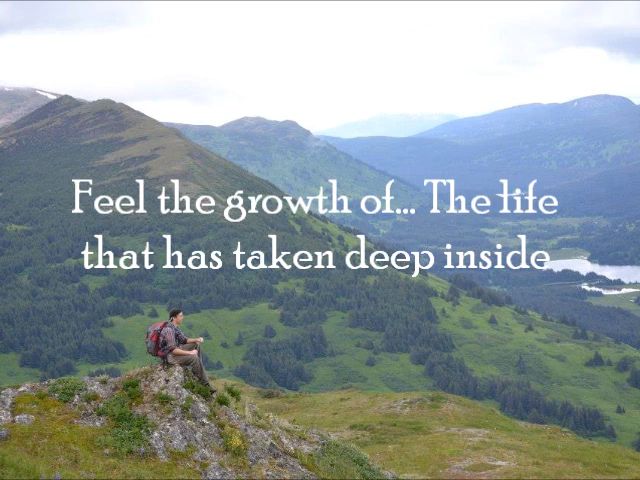 Feel the growth of... The life
that has taken deep inside